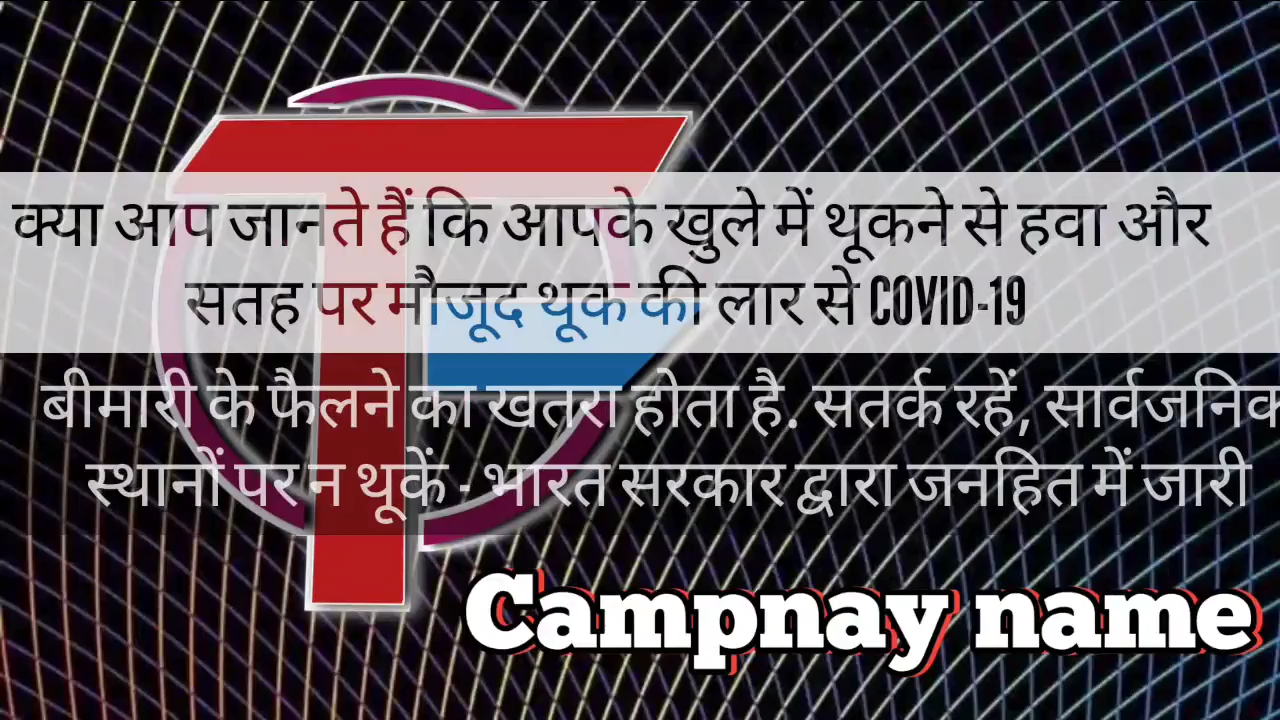 क्या आप जानते हैं कि आपके खुले में थूकने से हवा और
सतह पर मौजूद थूक की लार से COVID-19
बीमारी के फैलने का खतरा होता है. सतर्क रहें, सार्वजनिक
स्थानों पर न थूकें - भारत सरकार द्वारा जनहित में जारी
Campnay name